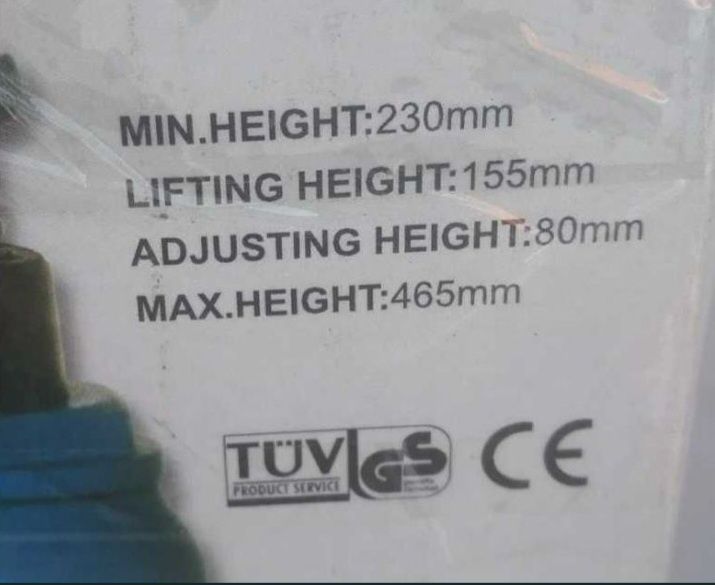 MIN.HEIGHT:230mm
LIFTING HEIGHT:155mm
ADJUSTING HEIGHT:80mm
MAX.HEIGHT:465mm
TÜV
PRODUCT SERVICE
GS
CE